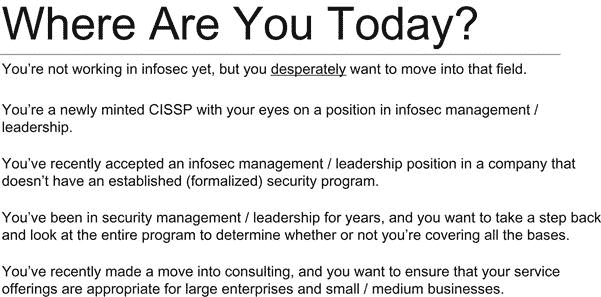 Where Are You Today?
You're not working in infosec yet, but you desperately want to move into that field.
You're a newly minted CISSP with your eyes on a position in infosec management /
leadership.
You've recently accepted an infosec management / leadership position in a company that
doesn't have an established (formalized) security program.
You've been in security management / leadership for years, and you want to take a step back
and look at the entire program to determine whether or not you're covering all the bases.
You've recently made a move into consulting, and you want to ensure that your service
offerings are appropriate for large enterprises and small / medium businesses.